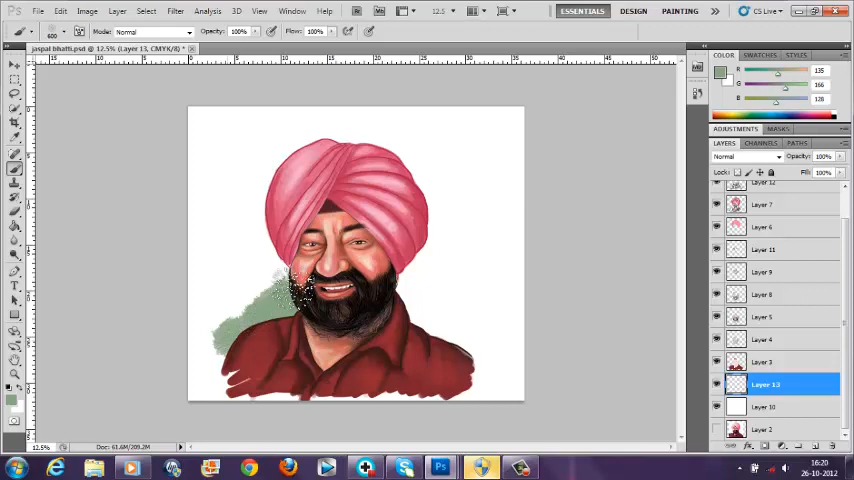 Ps File Edit Image Layer Select Filter Analysis 3D View Window Help Br Mb 12.5 ESSENTIALS DESIGN PAINTING » CS Live
600 Mode: Normal Opacity: 100% Flow: 100%
jaspal bhatti.psd @ 12.5% (Layer 13, CMYK/8) *
COLOR SWATCHES STYLES
R 135
G 166
B 128
ADJUSTMENTS MASKS
LAYERS CHANNELS PATHS
Normal Opacity: 100%
Lock: Fill: 100%
Layer 12
Layer 7
Layer 6
Layer 11
Layer 9
Layer 8
Layer 5
Layer 4
Layer 3
Layer 13
Layer 10
Layer 2
12.5% Doc: 61.6M/209.2M
16:20
26-10-2012